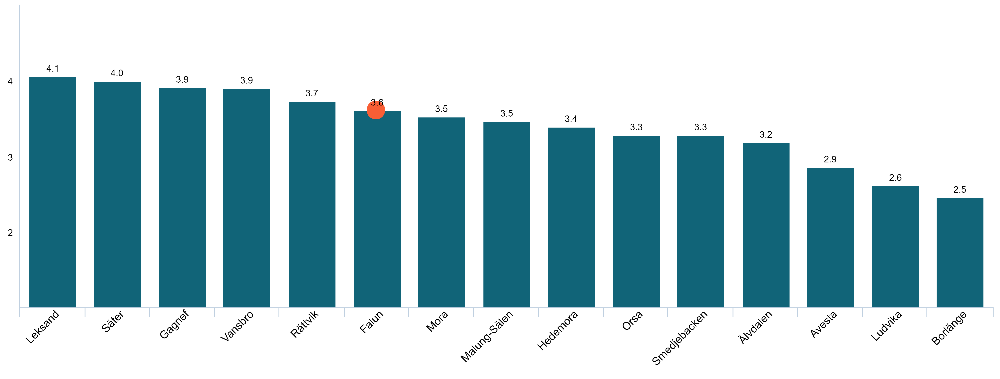 4.1
4.0
3.9
3.9
3.7
3.6
3.5
3.5
3.4
3.3
3.3
3.2
2.9
2.6
2.5
4
3
2
Leksand
Säter
Gagnef
Vansbro
Rättvik
Falun
Mora
Malung-Sälen
Hedemora
Orsa
Smedjebacken
Älvdalen
Avesta
Ludvika
Borlänge